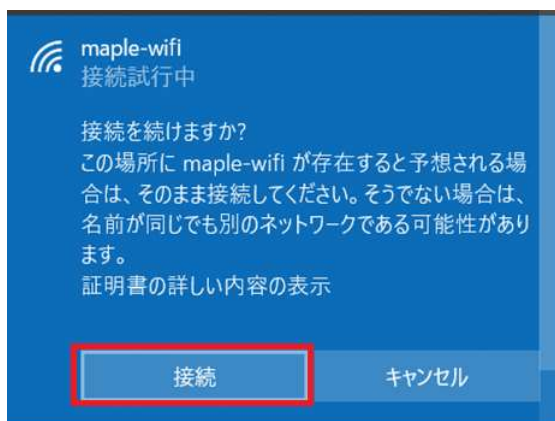 maple-wifi
接続試行中
接続を続けますか?
この場所に maple-wifi が存在すると予想される場
合は、そのまま接続してください。そうでない場合は、
名前が同じでも別のネットワークである可能性があり
ます。
証明書の詳しい内容の表示
接続
キャンセル